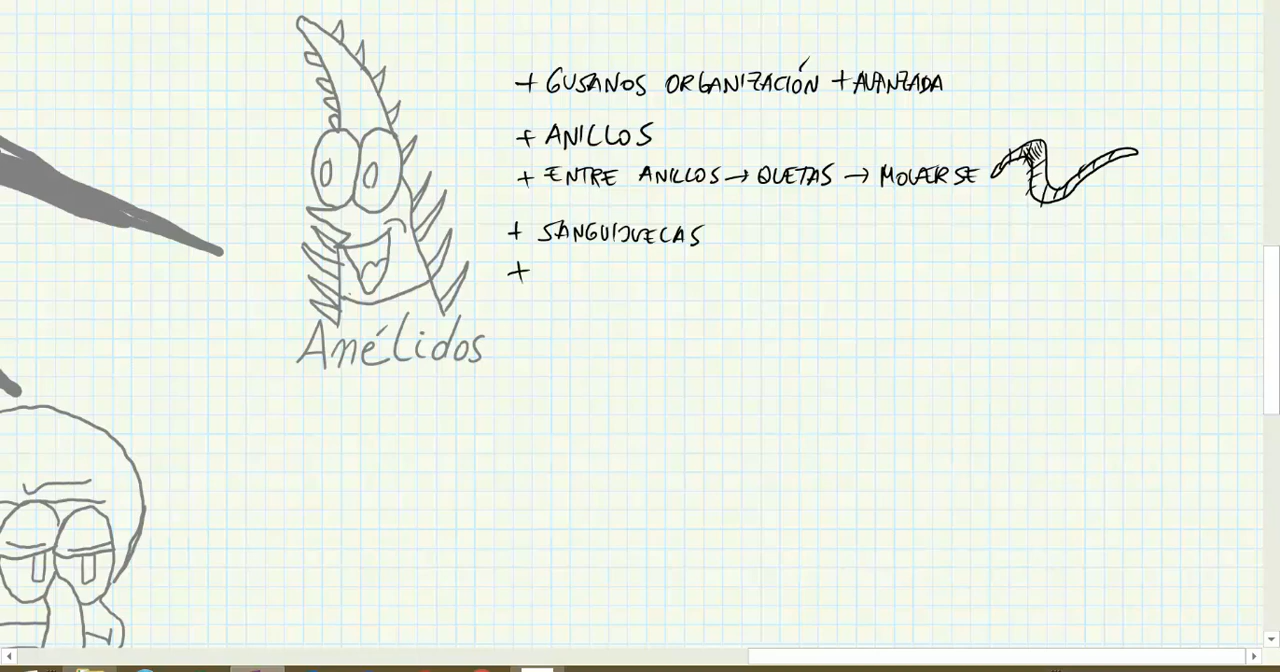 + GUSANOS ORGANIZACIÓN + AVANZADA
+ ANILLOS
+ ENTRE ANILLOS → QUETAS → MOVERSE
+ SANGUIJUELAS
+
Anélidos